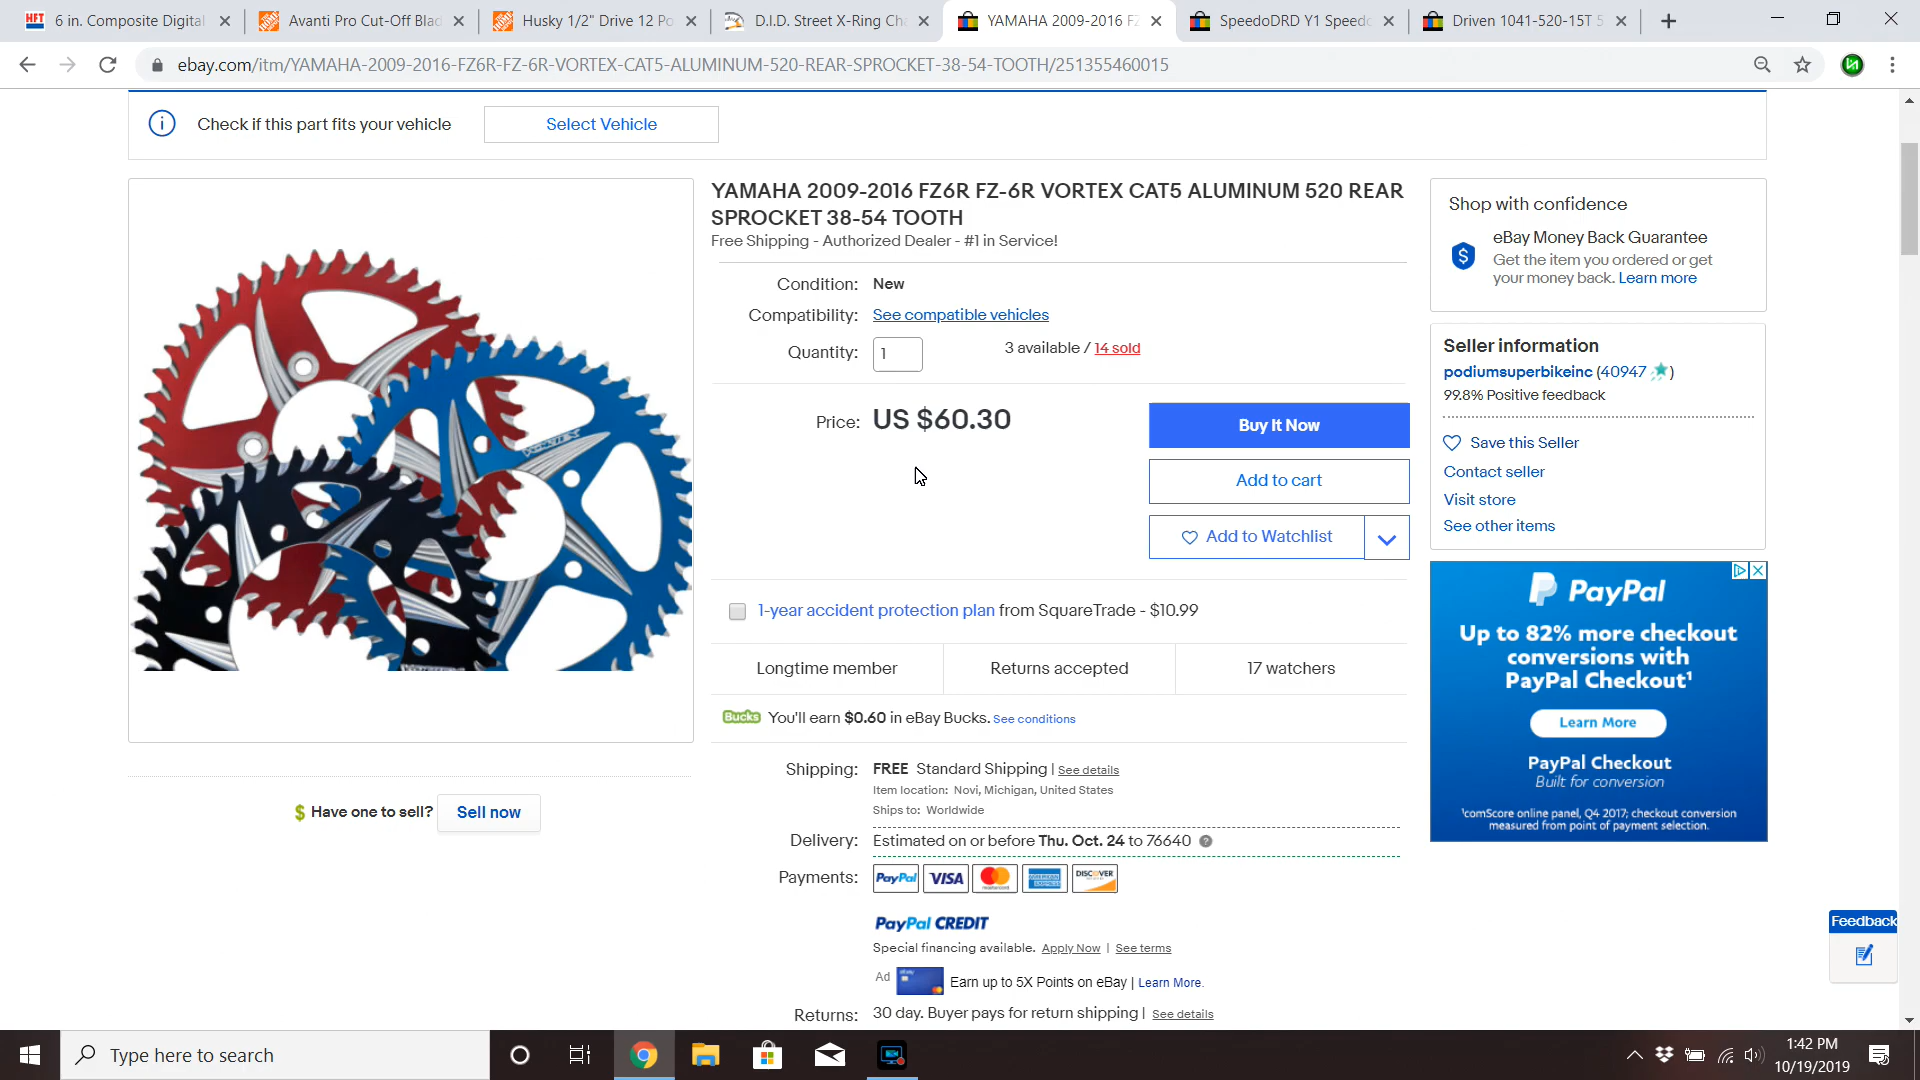 6 in. Composite Digital
Avanti Pro Cut-Off Blad
Husky 1/2" Drive 12 Po
D.I.D. Street X-Ring Ch
YAMAHA 2009-2016 FZ
SpeedoDRD Y1 Speedo
Driven 1041-520-15T 5
ebay.com/itm/YAMAHA-2009-2016-FZ6R-FZ-6R-VORTEX-CAT5-ALUMINUM-520-REAR-SPROCKET-38-54-TOOTH/251355460015
Check if this part fits your vehicle
Select Vehicle
YAMAHA 2009-2016 FZ6R FZ-6R VORTEX CAT5 ALUMINUM 520 REAR
SPROCKET 38-54 TOOTH
Free Shipping - Authorized Dealer - #1 in Service!
Condition: New
Compatibility: See compatible vehicles
Quantity: 1 3 available / 14 sold
Price: US $60.30
Buy It Now
Add to cart
Add to Watchlist
1-year accident protection plan from SquareTrade - $10.99
Longtime member
Returns accepted
17 watchers
Bucks You'll earn $0.60 in eBay Bucks. See conditions
Shipping: FREE Standard Shipping | See details
Item location: Novi, Michigan, United States
Ships to: Worldwide
Delivery: Estimated on or before Thu. Oct. 24 to 76640 ?
Payments: PayPal VISA MasterCard AMERICAN EXPRESS DISCOVER
PayPal CREDIT
Special financing available. Apply Now | See terms
Ad Earn up to 5X Points on eBay | Learn More.
Returns: 30 day. Buyer pays for return shipping | See details
$ Have one to sell? Sell now
Shop with confidence
eBay Money Back Guarantee
Get the item you ordered or get
your money back. Learn more
Seller information
podiumsuperbikeinc (40947)
99.8% Positive feedback
Save this Seller
Contact seller
Visit store
See other items
PayPal
Up to 82% more checkout
conversions with
PayPal Checkout¹
Learn More
PayPal Checkout
Built for conversion
¹comScore online panel, Q4 2017; checkout conversion
measured from point of payment selection.
Feedback
Type here to search
1:42 PM
10/19/2019